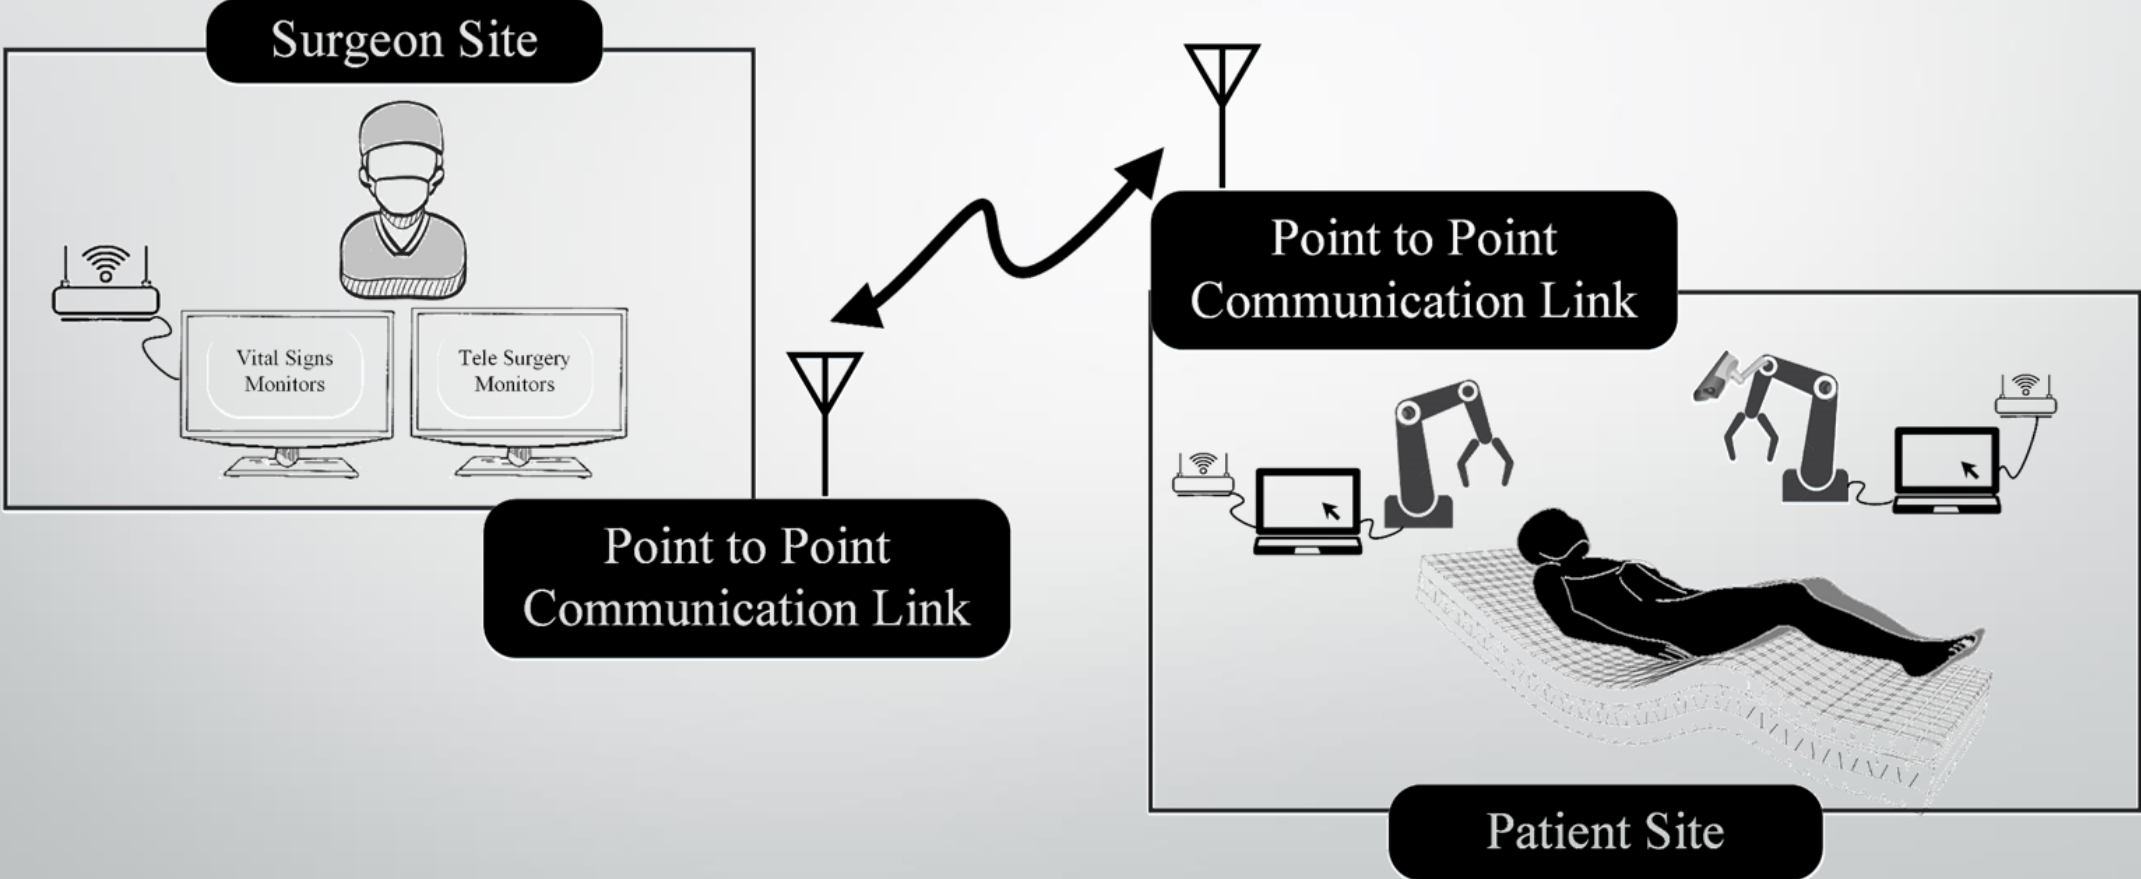 Surgeon Site
Vital Signs
Monitors
Tele Surgery
Monitors
Point to Point
Communication Link
Point to Point
Communication Link
Patient Site